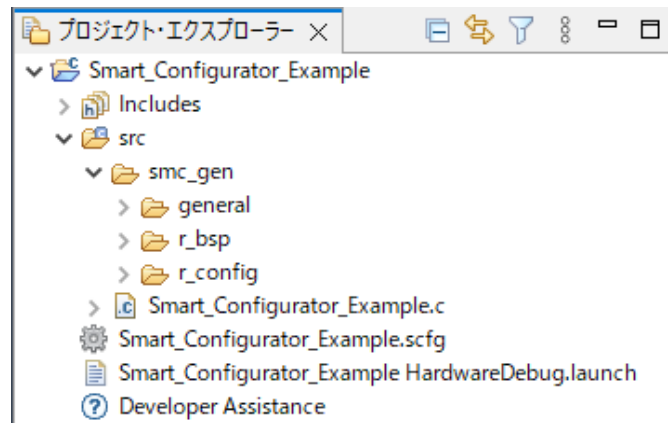 プロジェクト・エクスプローラー
Smart_Configurator_Example
Includes
src
smc_gen
general
r_bsp
r_config
Smart_Configurator_Example.c
Smart_Configurator_Example.scfg
Smart_Configurator_Example HardwareDebug.launch
Developer Assistance